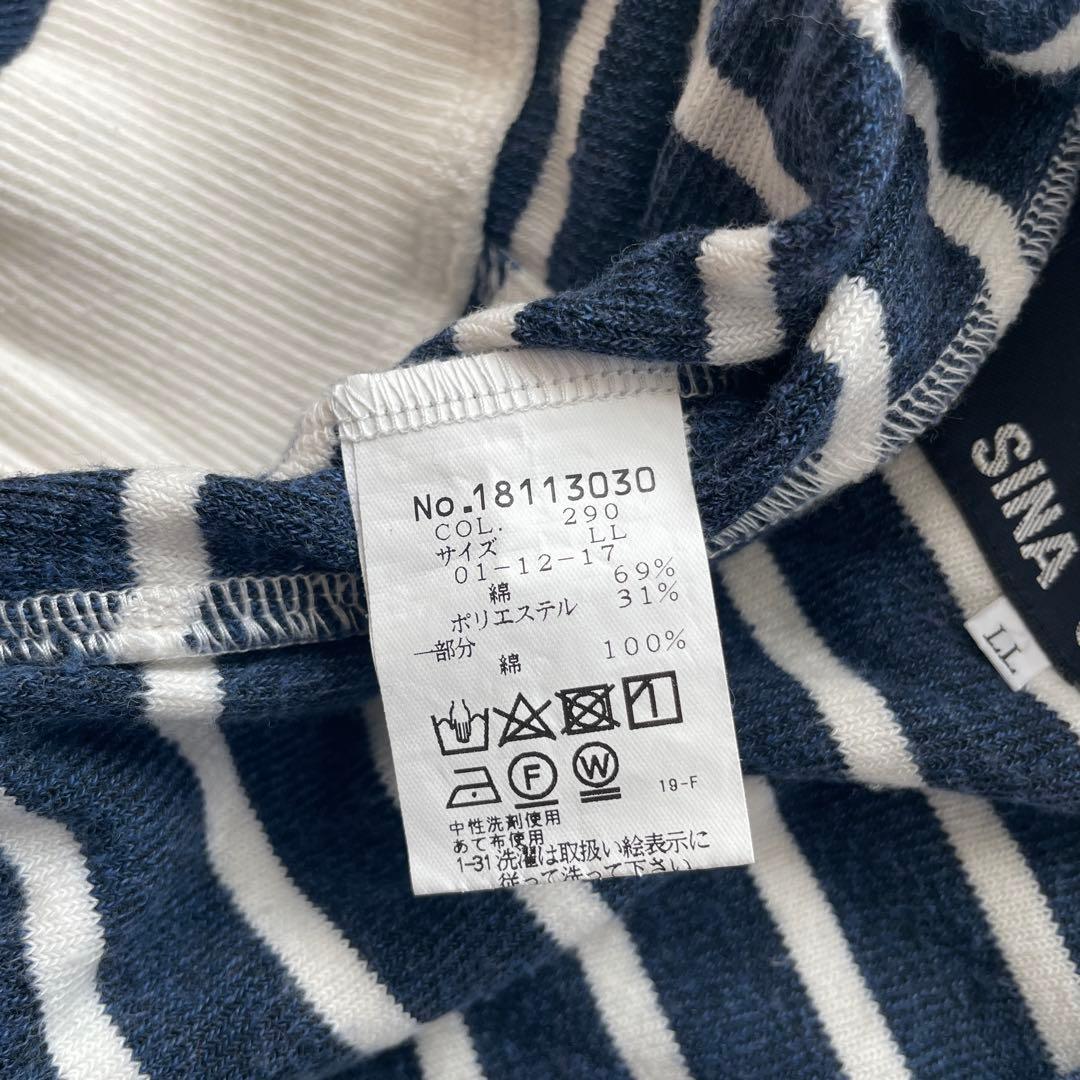 No.18113030
COL. 290
サイズ LL
01-12-17
綿 69%
ポリエステル 31%
一部分
綿 100%
F
W
19-F
中性洗剤使用
あて布使用
1-31 洗濯は取扱い絵表示に
従って洗って下さい
SINA
LL